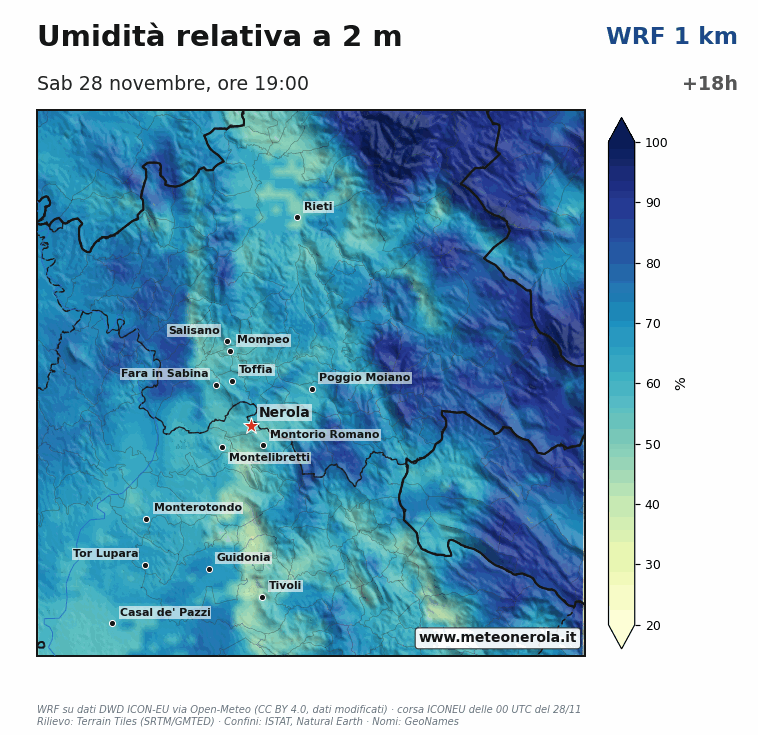 Umidità relativa a 2 m
WRF 1 km
Sab 28 novembre, ore 19:00
+18h
100
90
80
70
60
50
40
30
20
%
Rieti
Salisano
Mompeo
Toffia
Fara in Sabina
Poggio Moiano
Nerola
Montorio Romano
Montelibretti
Monterotondo
Tor Lupara
Guidonia
Tivoli
Casal de' Pazzi
www.meteonerola.it
WRF su dati DWD ICON-EU via Open-Meteo (CC BY 4.0, dati modificati) · corsa ICONEU delle 00 UTC del 28/11
Rilievo: Terrain Tiles (SRTM/GMTED) · Confini: ISTAT, Natural Earth · Nomi: GeoNames